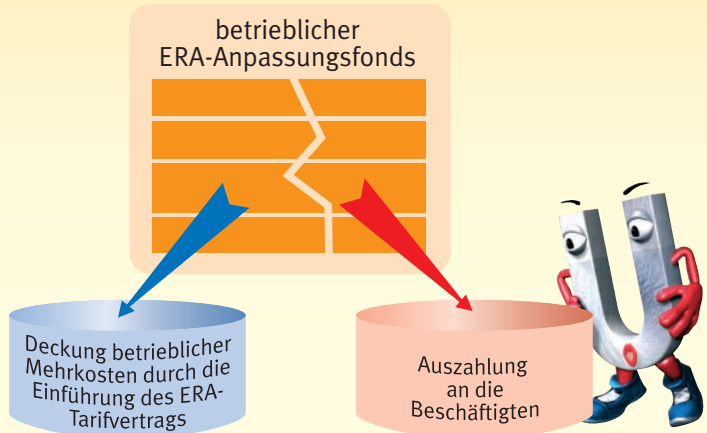 betrieblicher
ERA-Anpassungsfonds
Deckung betrieblicher
Mehrkosten durch die
Einführung des ERA-
Tarifvertrags
Auszahlung
an die
Beschäftigten